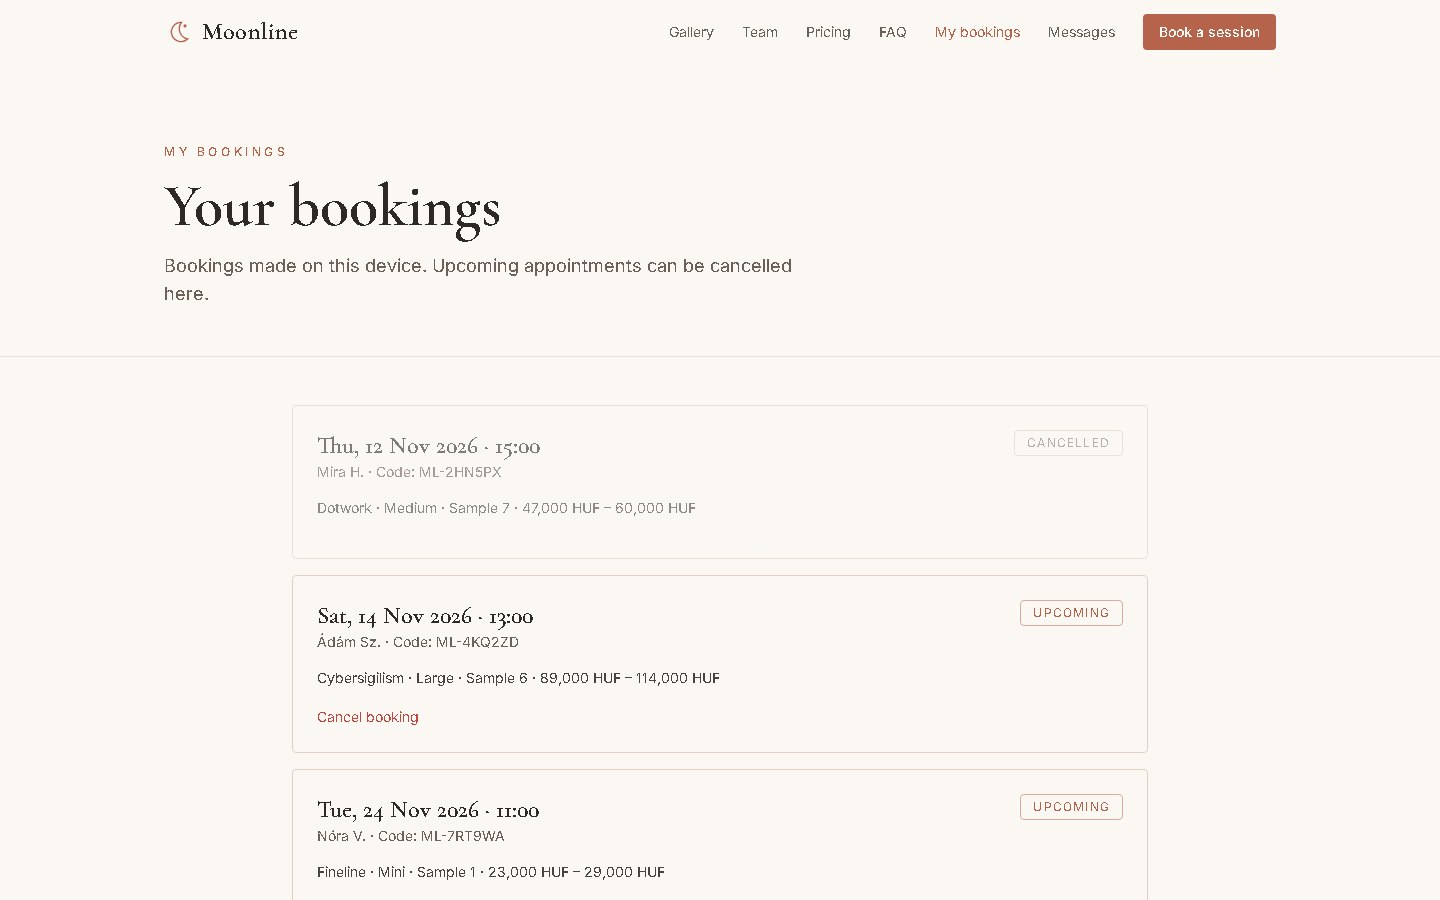 Moonline
Gallery Team Pricing FAQ My bookings Messages Book a session
MY BOOKINGS
Your bookings
Bookings made on this device. Upcoming appointments can be cancelled
here.
Thu, 12 Nov 2026 · 15:00
CANCELLED
Mira H. · Code: ML-2HN5PX
Dotwork · Medium · Sample 7 · 47,000 HUF – 60,000 HUF
Sat, 14 Nov 2026 · 13:00
UPCOMING
Ádám Sz. · Code: ML-4KQ2ZD
Cybersigilism · Large · Sample 6 · 89,000 HUF – 114,000 HUF
Cancel booking
Tue, 24 Nov 2026 · 11:00
UPCOMING
Nóra V. · Code: ML-7RT9WA
Fineline · Mini · Sample 1 · 23,000 HUF – 29,000 HUF